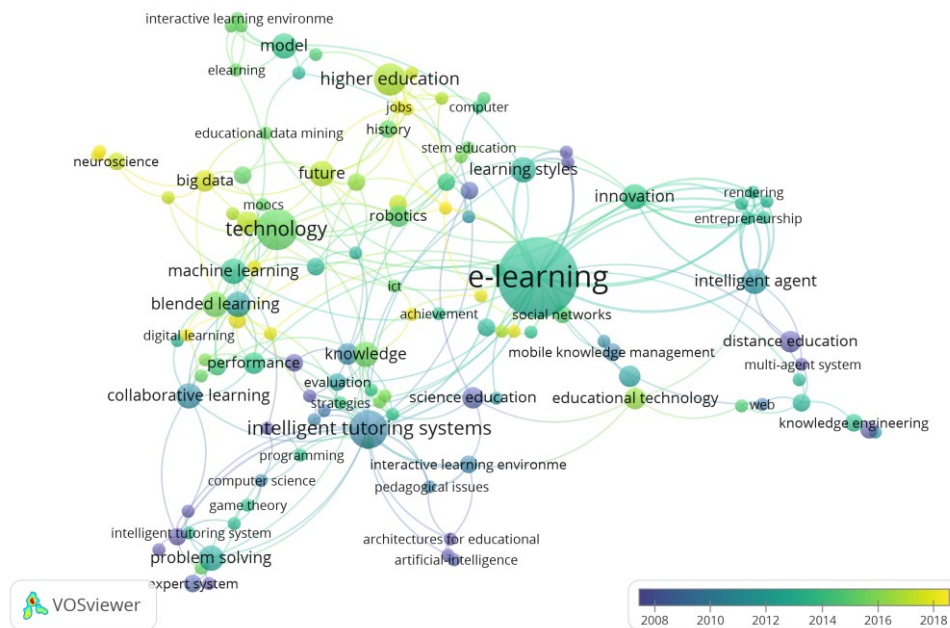 interactive learning environme
model
elearning
higher education
jobs
computer
history
educational data mining
stem education
neuroscience
big data
future
learning styles
moocs
robotics
innovation
rendering
entrepreneurship
technology
machine learning
e-learning
intelligent agent
ict
blended learning
achievement
social networks
digital learning
distance education
performance
knowledge
mobile knowledge management
multi-agent system
evaluation
collaborative learning
strategies
science education
educational technology
web
knowledge engineering
intelligent tutoring systems
programming
interactive learning environme
computer science
pedagogical issues
game theory
intelligent tutoring system
architectures for educational
problem solving
artificial-intelligence
expert system
VOSviewer
2008 2010 2012 2014 2016 2018